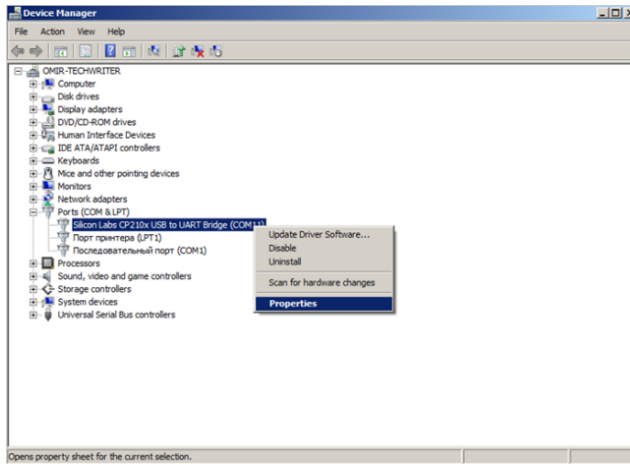 Device Manager
File Action View Help
OMIR-TECHWRITER
Computer
Disk drives
Display adapters
DVD/CD-ROM drives
Human Interface Devices
IDE ATA/ATAPI controllers
Keyboards
Mice and other pointing devices
Monitors
Network adapters
Ports (COM & LPT)
Silicon Labs CP210x USB to UART Bridge (COM11)
Порт принтера (LPT1)
Последовательный порт (COM1)
Processors
Sound, video and game controllers
Storage controllers
System devices
Universal Serial Bus controllers
Update Driver Software...
Disable
Uninstall
Scan for hardware changes
Properties
Opens property sheet for the current selection.